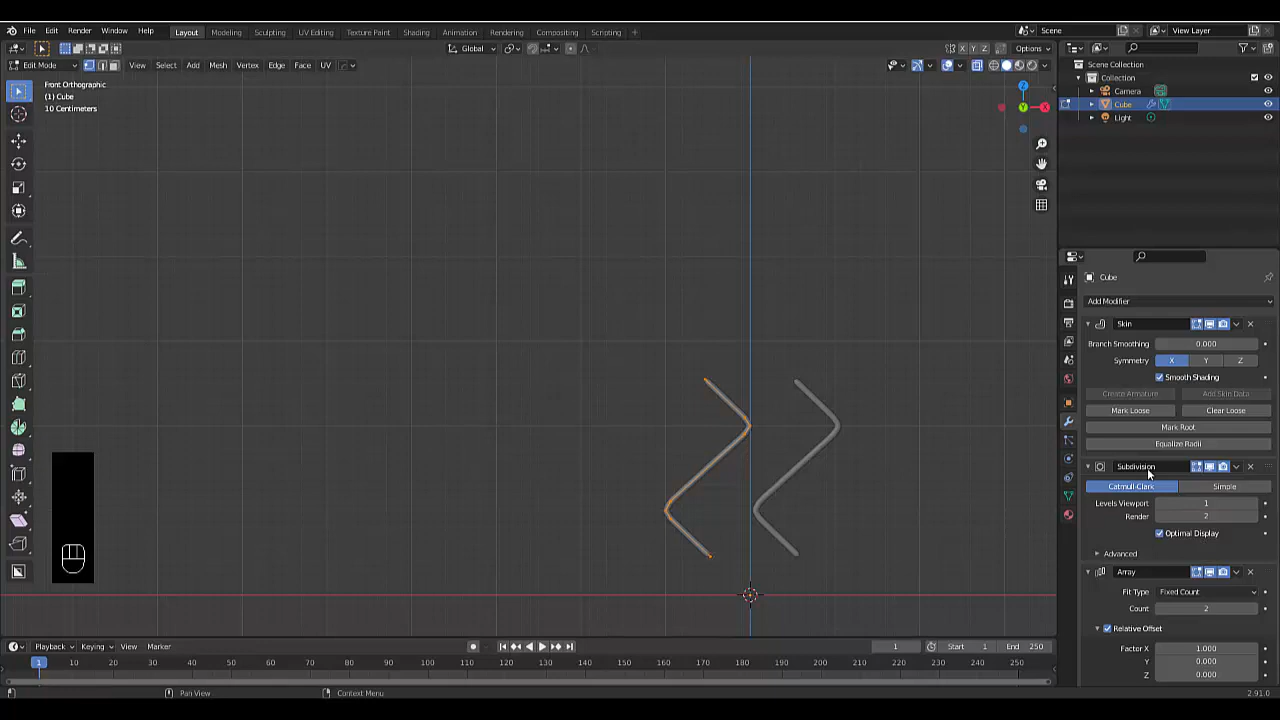 File Edit Render Window Help Layout Modeling Sculpting UV Editing Texture Paint Shading Animation Rendering Compositing Scripting + Scene View Layer
Global X Y Z Options
Edit Mode View Select Add Mesh Vertex Edge Face UV
Front Orthographic
(1) Cube
10 Centimeters
Z
Y
X
Scene Collection
Collection
Camera
Cube
Light
Cube
Add Modifier
Skin
Branch Smoothing 0.000
Symmetry X Y Z
Smooth Shading
Create Armature Add Skin Data
Mark Loose Clear Loose
Mark Root
Equalize Radii
Subdivision
Catmull-Clark Simple
Levels Viewport 1
Render 2
Optimal Display
Advanced
Array
Fit Type Fixed Count
Count 2
Relative Offset
Factor X 1.000
Y 0.000
Z 0.000
Playback Keying View Marker 1 Start 1 End 250
1 10 20 30 40 50 60 70 80 90 100 110 120 130 140 150 160 170 180 190 200 210 220 230 240 250
Pan View Context Menu 2.91.0